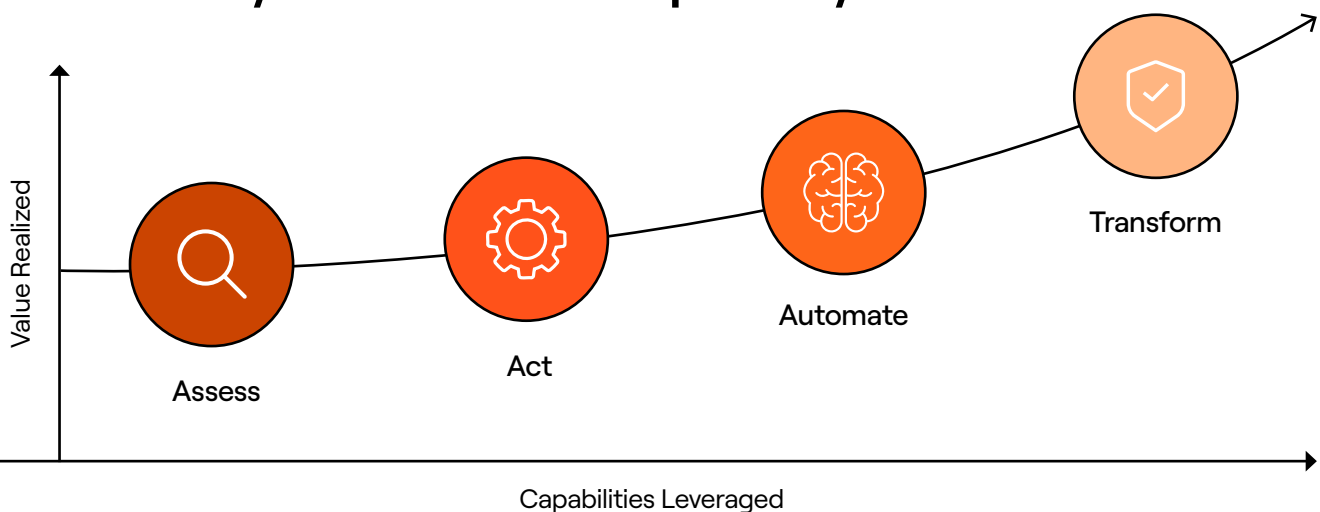 Transform
Automate
Act
Assess
Value Realized
Capabilities Leveraged